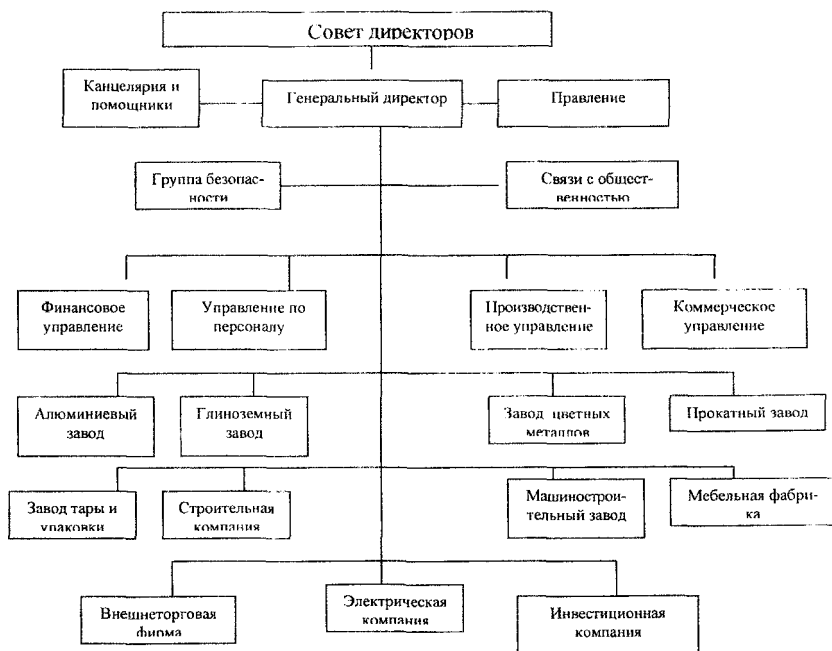 Совет директоров
Канцелярия и
помощники
Генеральный директор
Правление
Группа безопас-
ности
Связи с общест-
венностью
Финансовое
управление
Управление по
персоналу
Производствен-
ное управление
Коммерческое
управление
Алюминиевый
завод
Глиноземный
завод
Завод цветных
металлов
Прокатный завод
Завод тары и
упаковки
Строительная
компания
Машинострои-
тельный завод
Мебельная фабри-
ка
Внешнеторговая
фирма
Электрическая
компания
Инвестиционная
компания